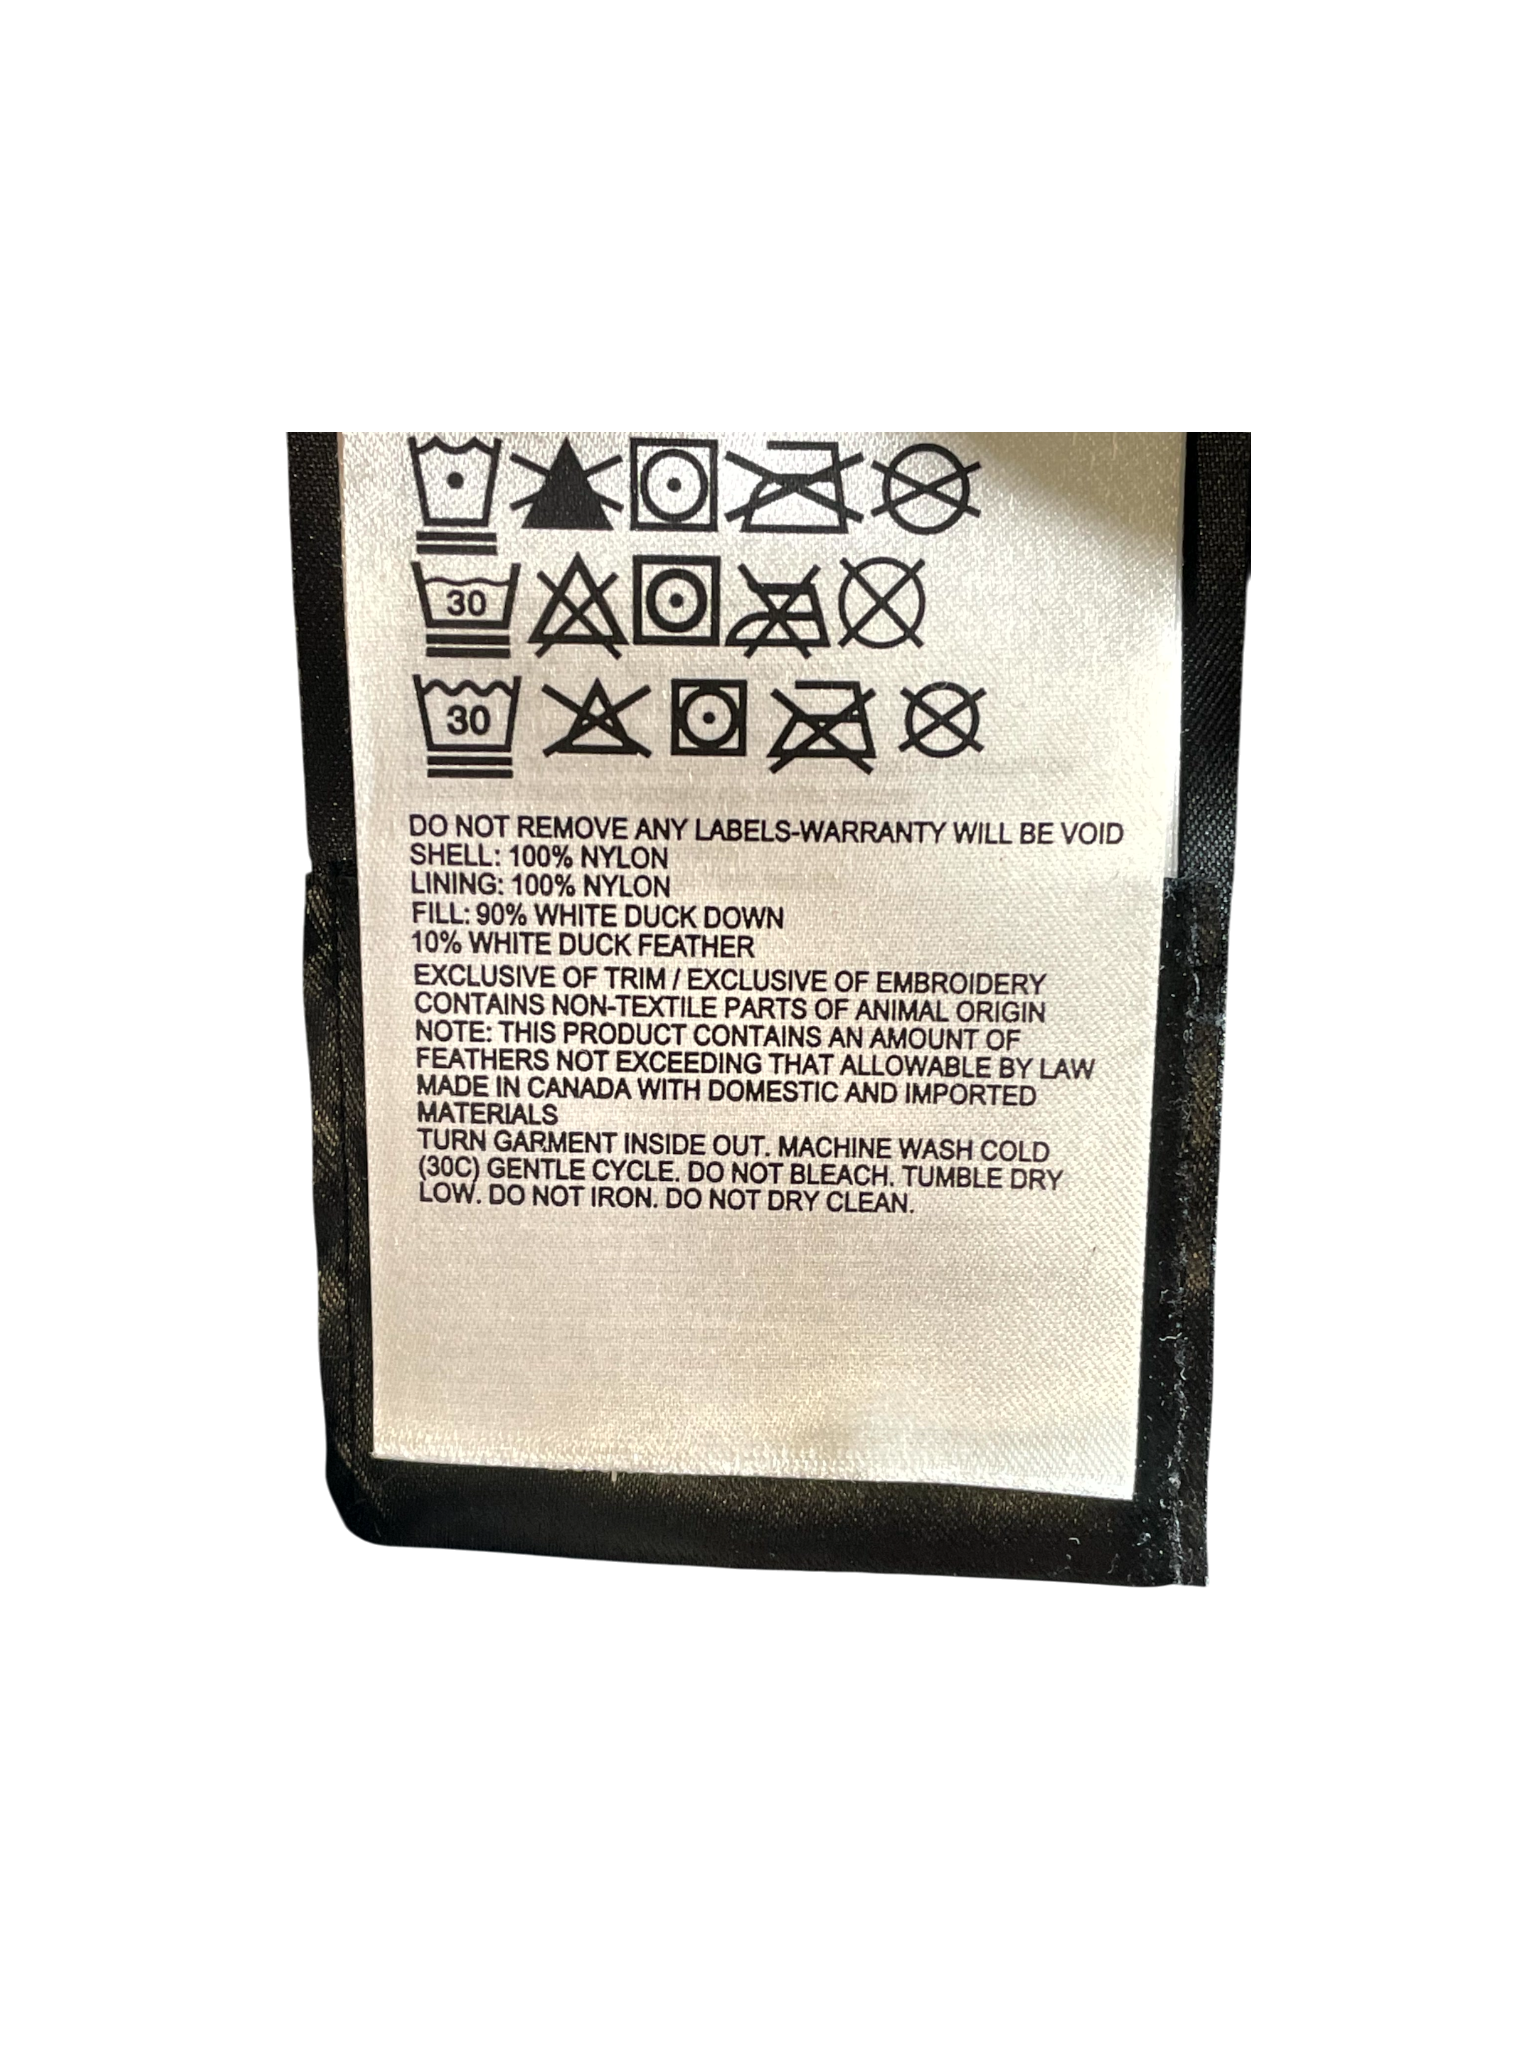 30
30
DO NOT REMOVE ANY LABELS-WARRANTY WILL BE VOID
SHELL: 100% NYLON
LINING: 100% NYLON
FILL: 90% WHITE DUCK DOWN
10% WHITE DUCK FEATHER
EXCLUSIVE OF TRIM / EXCLUSIVE OF EMBROIDERY
CONTAINS NON-TEXTILE PARTS OF ANIMAL ORIGIN
NOTE: THIS PRODUCT CONTAINS AN AMOUNT OF
FEATHERS NOT EXCEEDING THAT ALLOWABLE BY LAW
MADE IN CANADA WITH DOMESTIC AND IMPORTED
MATERIALS
TURN GARMENT INSIDE OUT. MACHINE WASH COLD
(30C) GENTLE CYCLE. DO NOT BLEACH. TUMBLE DRY
LOW. DO NOT IRON. DO NOT DRY CLEAN.